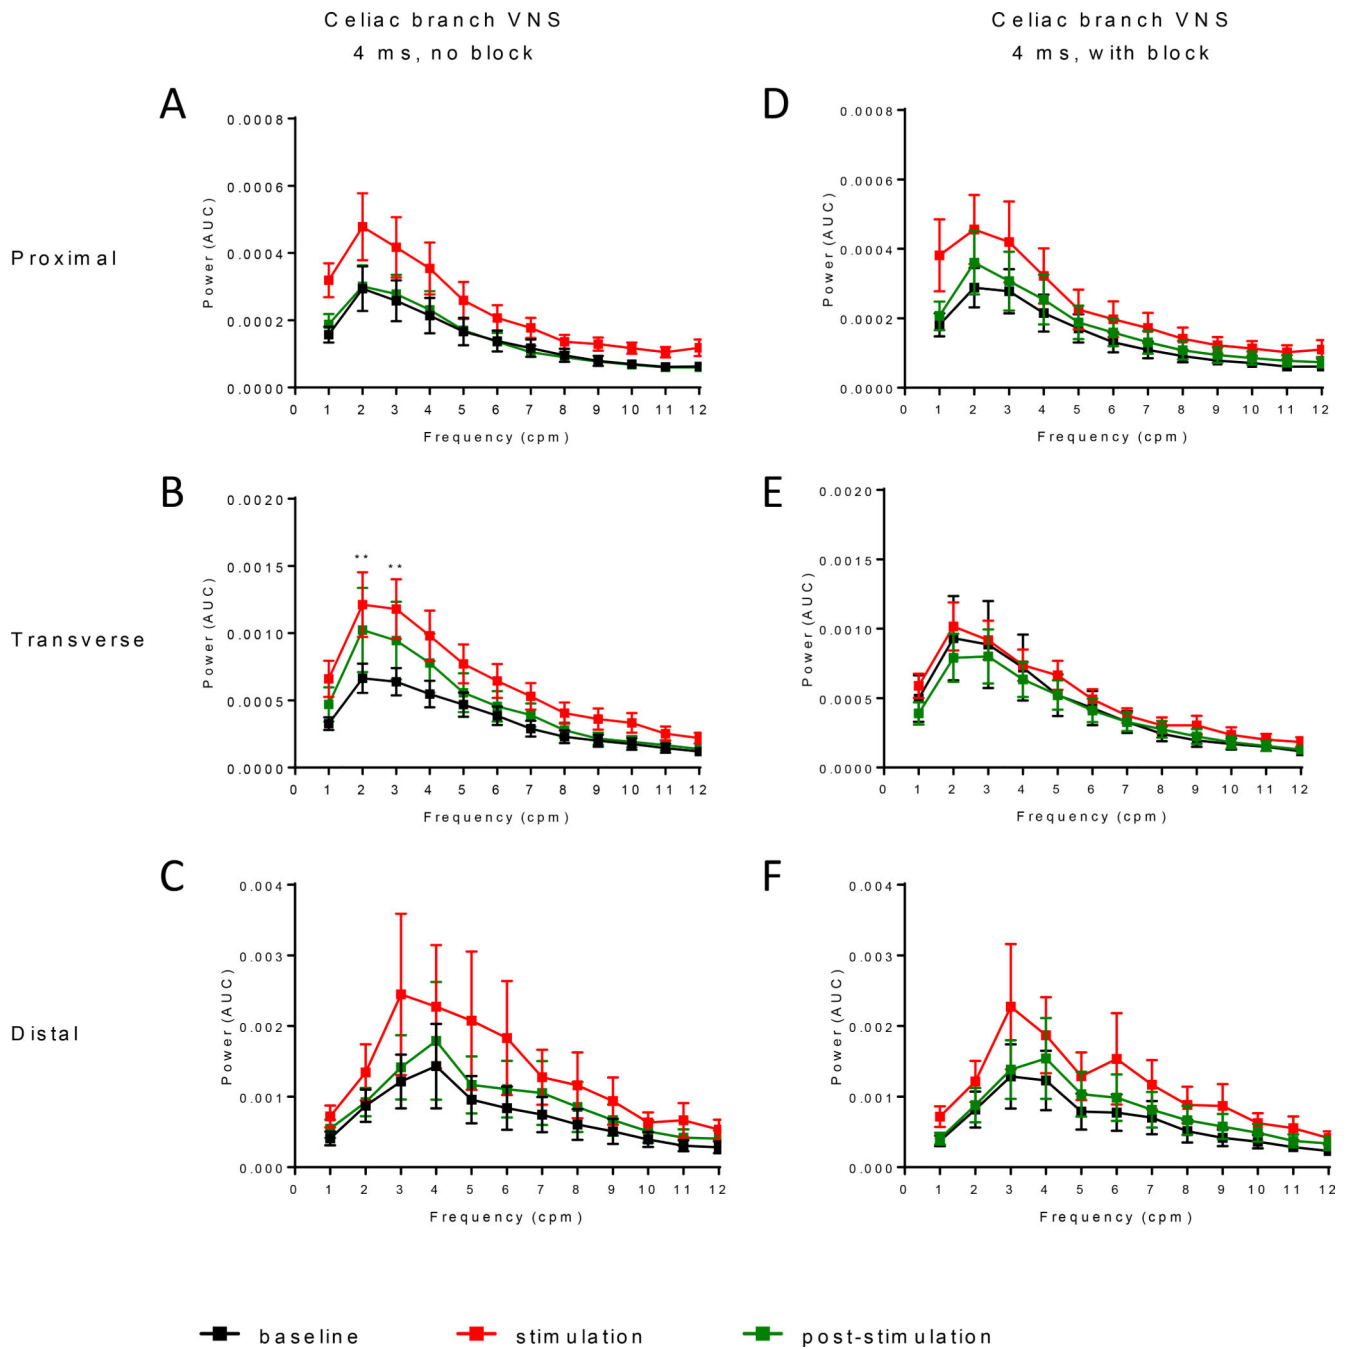 Celiac branch VNS
4 ms, no block
Celiac branch VNS
4 ms, with block
Proximal
A
Power (AUC)
0.0008
0.0006
0.0004
0.0002
0.0000
0 1 2 3 4 5 6 7 8 9 10 11 12
Frequency (cpm)
D
Power (AUC)
0.0008
0.0006
0.0004
0.0002
0.0000
0 1 2 3 4 5 6 7 8 9 10 11 12
Frequency (cpm)
Transverse
B
Power (AUC)
0.0020
0.0015
0.0010
0.0005
0.0000
** **
0 1 2 3 4 5 6 7 8 9 10 11 12
Frequency (cpm)
E
Power (AUC)
0.0020
0.0015
0.0010
0.0005
0.0000
0 1 2 3 4 5 6 7 8 9 10 11 12
Frequency (cpm)
Distal
C
Power (AUC)
0.004
0.003
0.002
0.001
0.000
0 1 2 3 4 5 6 7 8 9 10 11 12
Frequency (cpm)
F
Power (AUC)
0.004
0.003
0.002
0.001
0.000
0 1 2 3 4 5 6 7 8 9 10 11 12
Frequency (cpm)
baseline stimulation post-stimulation